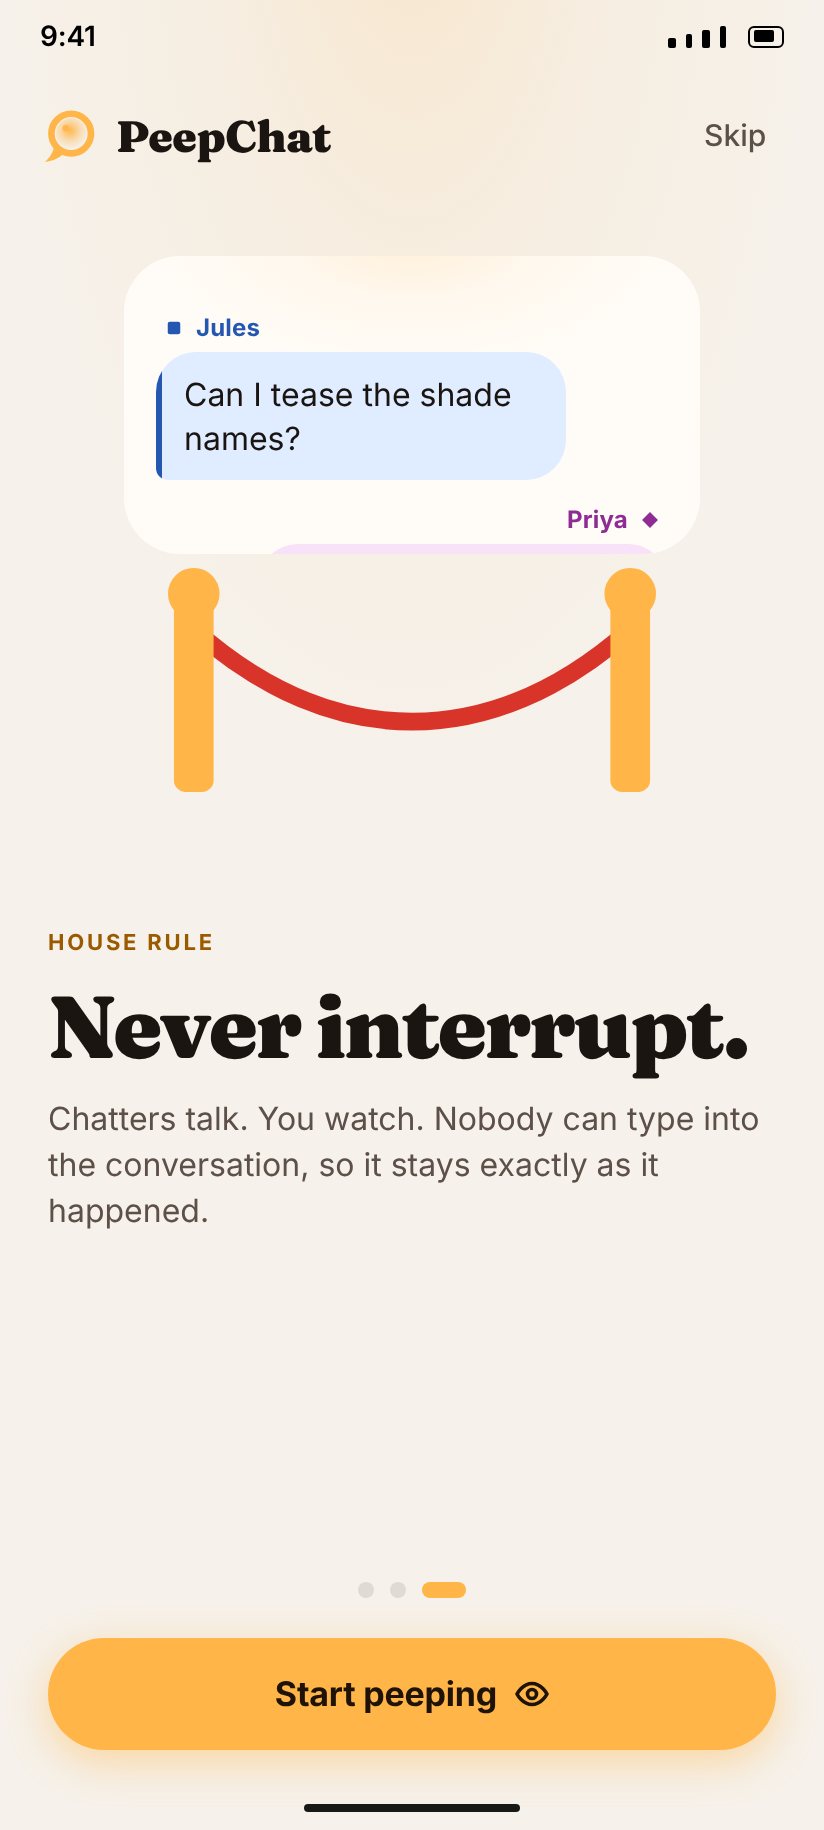 9:41
PeepChat
Skip
Jules
Can I tease the shade
names?
Priya
HOUSE RULE
Never interrupt.
Chatters talk. You watch. Nobody can type into
the conversation, so it stays exactly as it
happened.
Start peeping